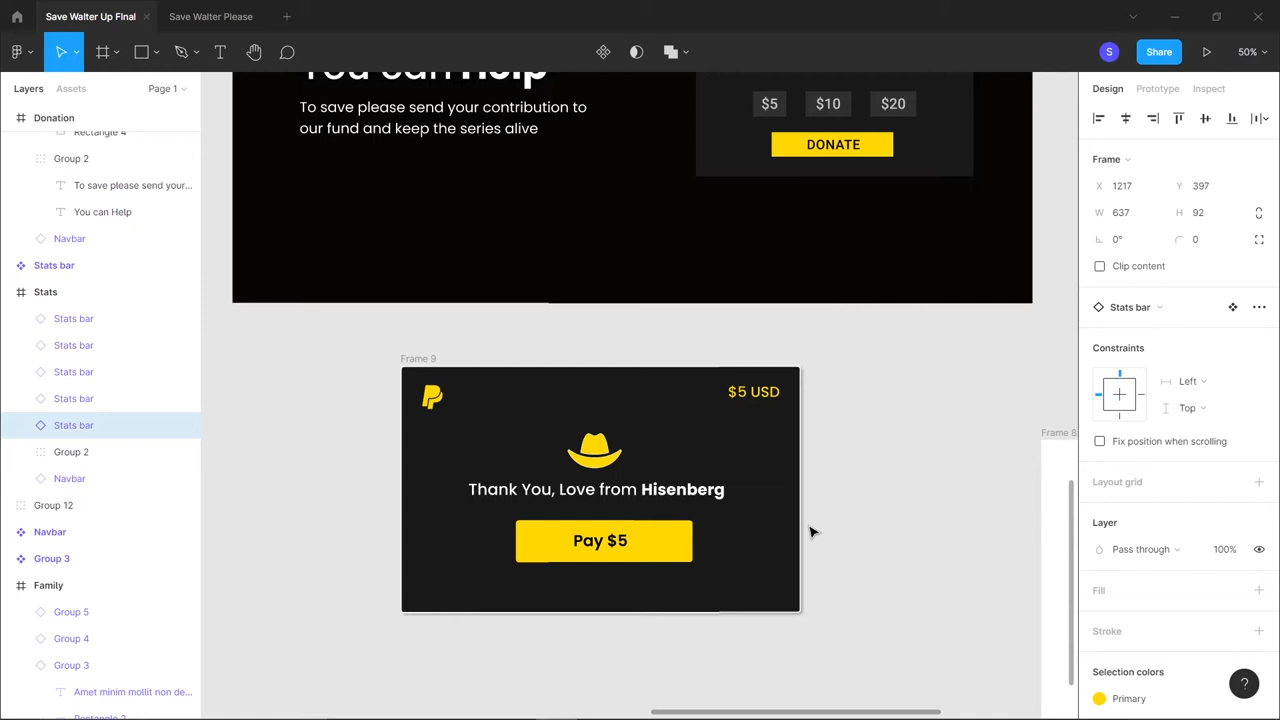 Save Walter Up FInal
Save Walter Please
S
Share
50%
Layers
Assets
Page 1
Donation
Rectangle 4
Group 2
To save please send your...
You can Help
Navbar
Stats bar
Stats
Stats bar
Stats bar
Stats bar
Stats bar
Stats bar
Group 2
Navbar
Group 12
Navbar
Group 3
Family
Group 5
Group 4
Group 3
Amet minim mollit non de...
Rectangle 2
You can Help
To save please send your contribution to
our fund and keep the series alive
$5
$10
$20
DONATE
Frame 9
$5 USD
Thank You, Love from Hisenberg
Pay $5
Frame 8
Design
Prototype
Inspect
Frame
X 1217
Y 397
W 637
H 92
0°
0
Clip content
Stats bar
Constraints
Left
Top
Fix position when scrolling
Layout grid
Layer
Pass through
100%
Fill
Stroke
Selection colors
Primary
?